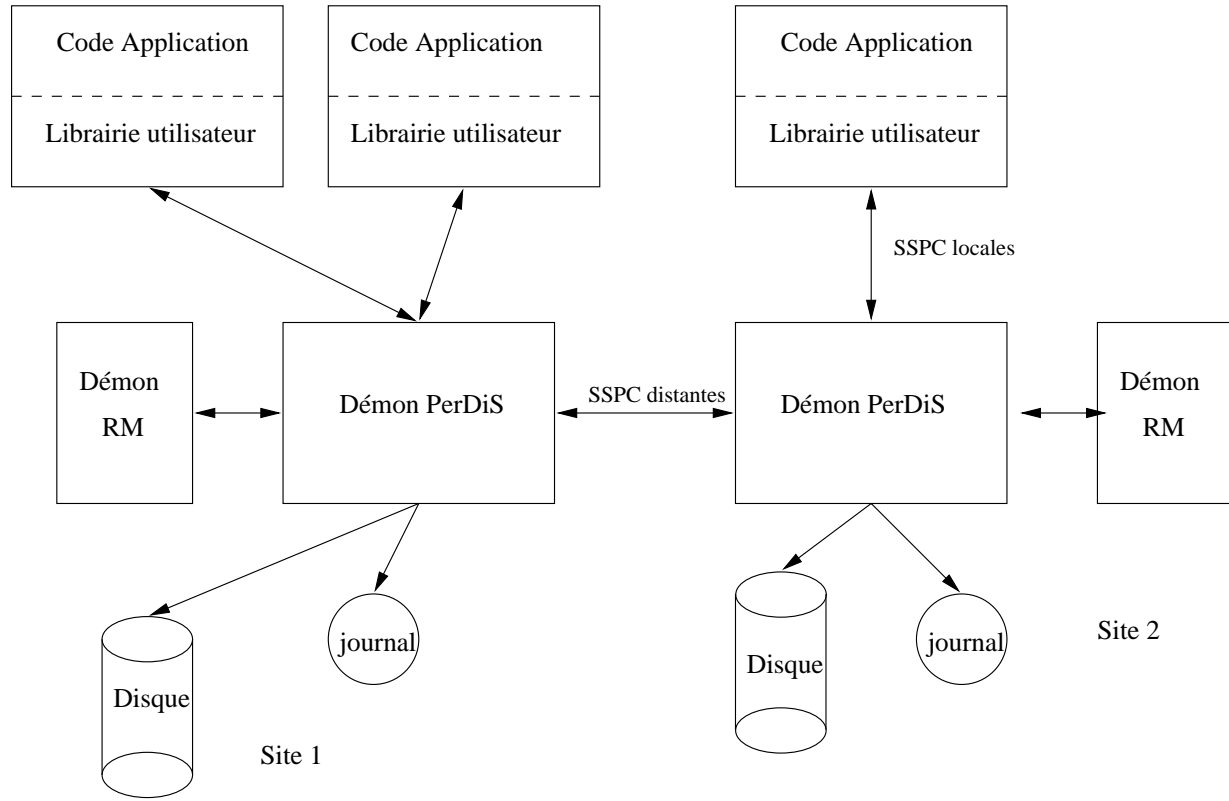 Code Application
Code Application
Code Application
Librairie utilisateur
Librairie utilisateur
Librairie utilisateur
SSPC locales
Démon
RM
Démon PerDiS
SSPC distantes
Démon PerDiS
Démon
RM
Disque
journal
Site 1
Disque
journal
Site 2